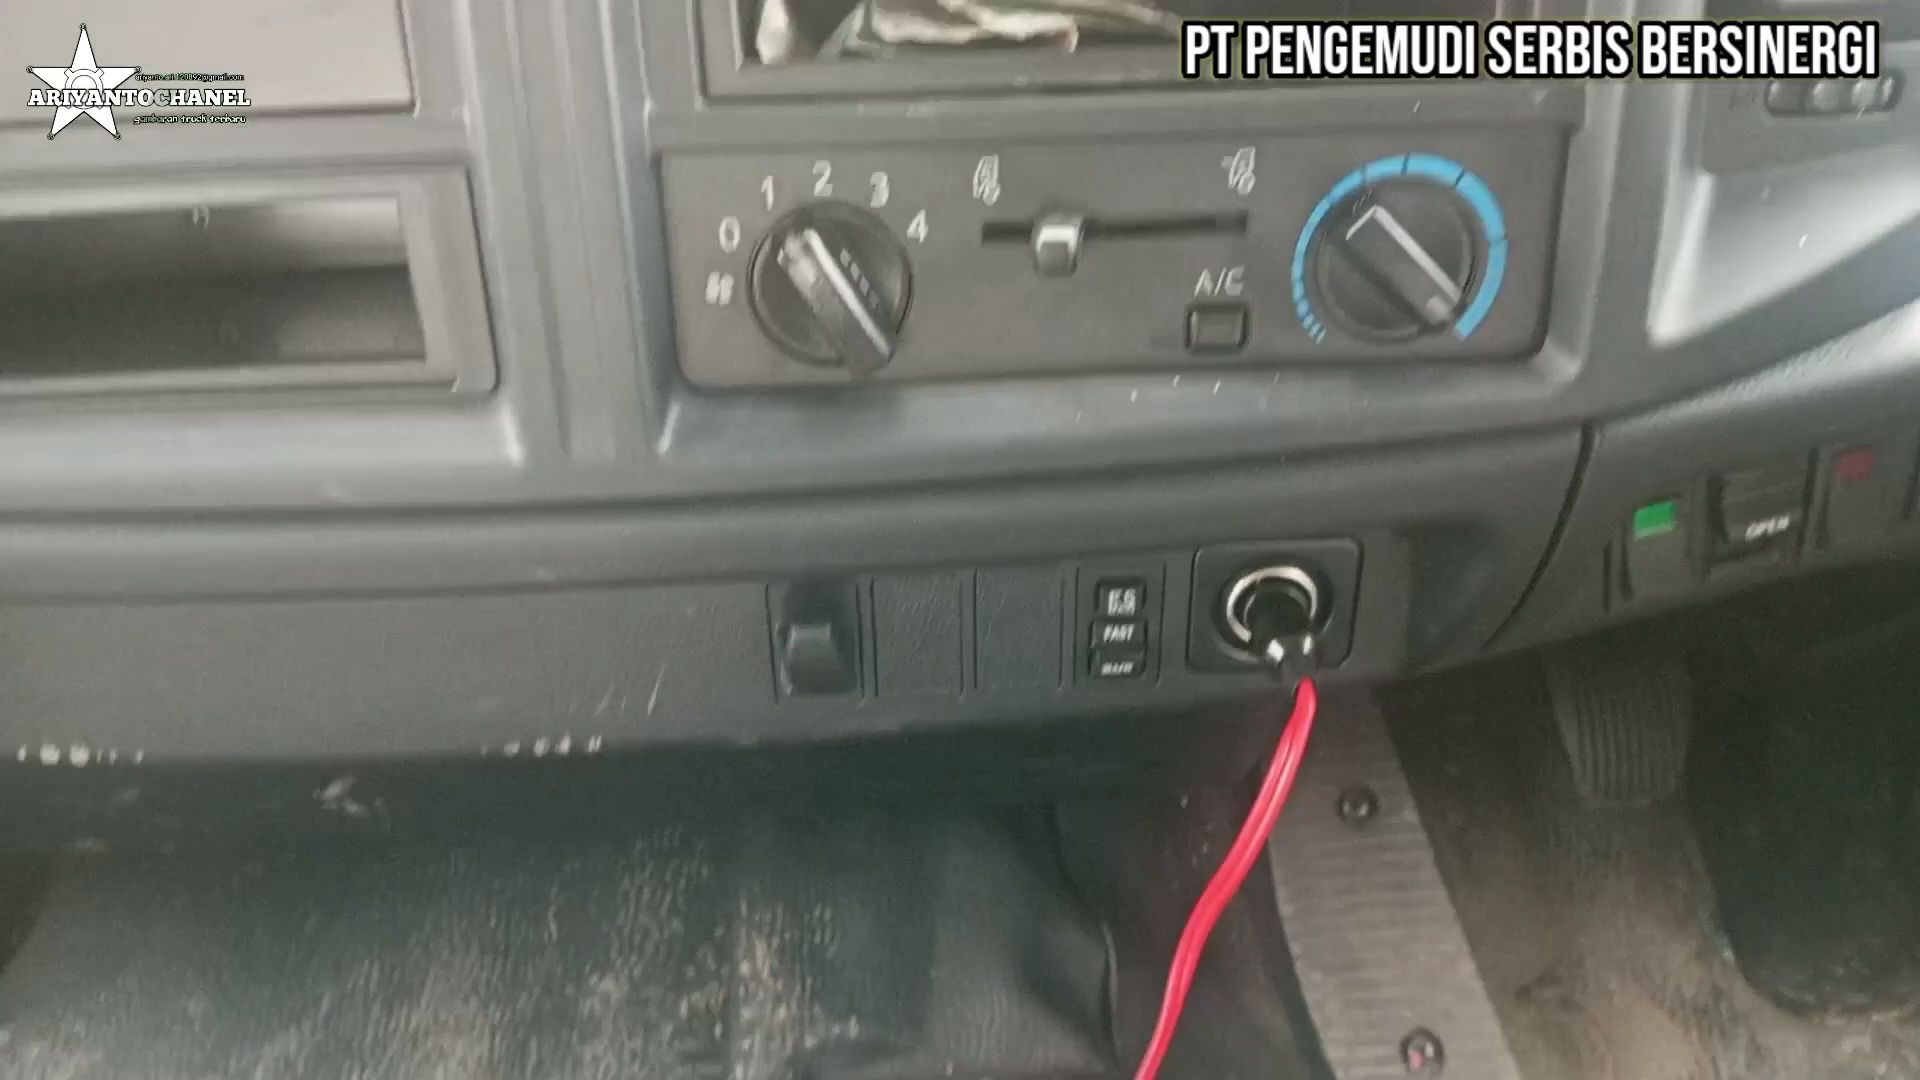 PT PENGEMUDI SERBIS BERSINERGI
ARIYANTOCHANEL
gambaran truck terbaru
0 1 2 3 4
A/C
FAST
OPEN